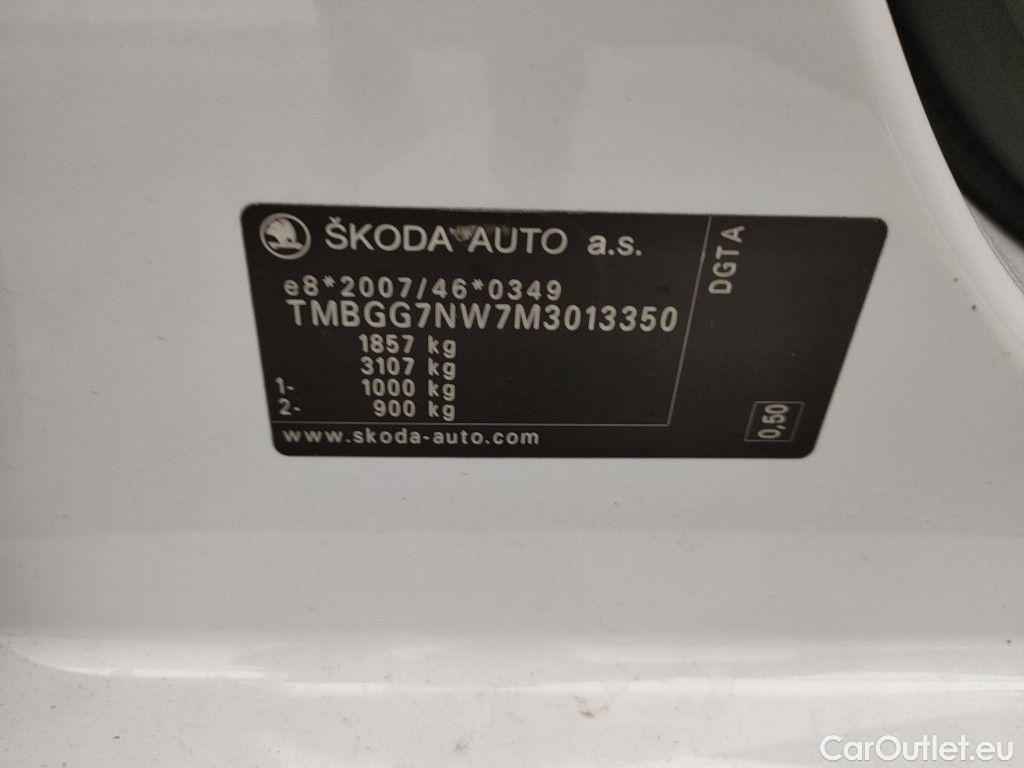 ŠKODA AUTO a.s.
e8*2007/46*0349
TMBGG7NW7M3013350
1857 kg
3107 kg
1- 1000 kg
2- 900 kg
www.skoda-auto.com
DGTA
0,50
CarOutlet.eu